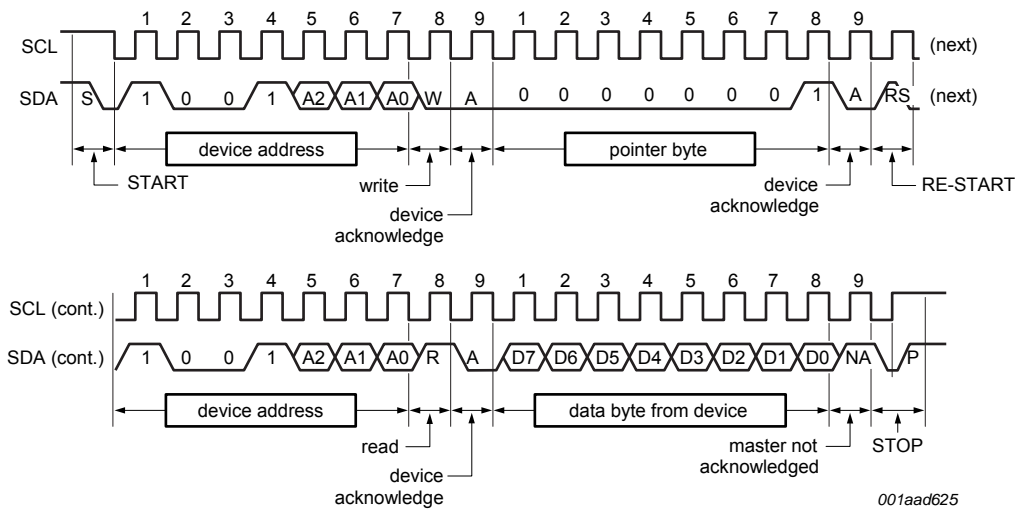 1 2 3 4 5 6 7 8 9 1 2 3 4 5 6 7 8 9
SCL (next)
SDA S 1 0 0 1 A2 A1 A0 W A 0 0 0 0 0 0 0 1 A RS (next)
device address pointer byte
START write device acknowledge device acknowledge RE-START
1 2 3 4 5 6 7 8 9 1 2 3 4 5 6 7 8 9
SCL (cont.)
SDA (cont.) 1 0 0 1 A2 A1 A0 R A D7 D6 D5 D4 D3 D2 D1 D0 NA P
device address data byte from device
read device acknowledge master not acknowledged STOP
001aad625